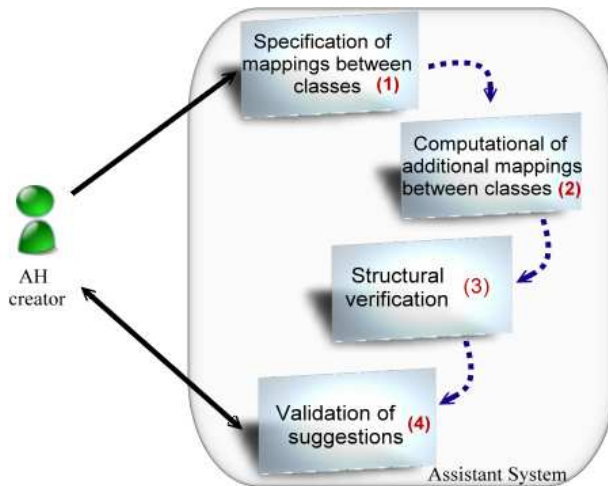 Specification of
mappings between
classes (1)
Computational of
additional mappings
between classes (2)
AH
creator
Structural
verification (3)
Validation of
suggestions (4)
Assistant System